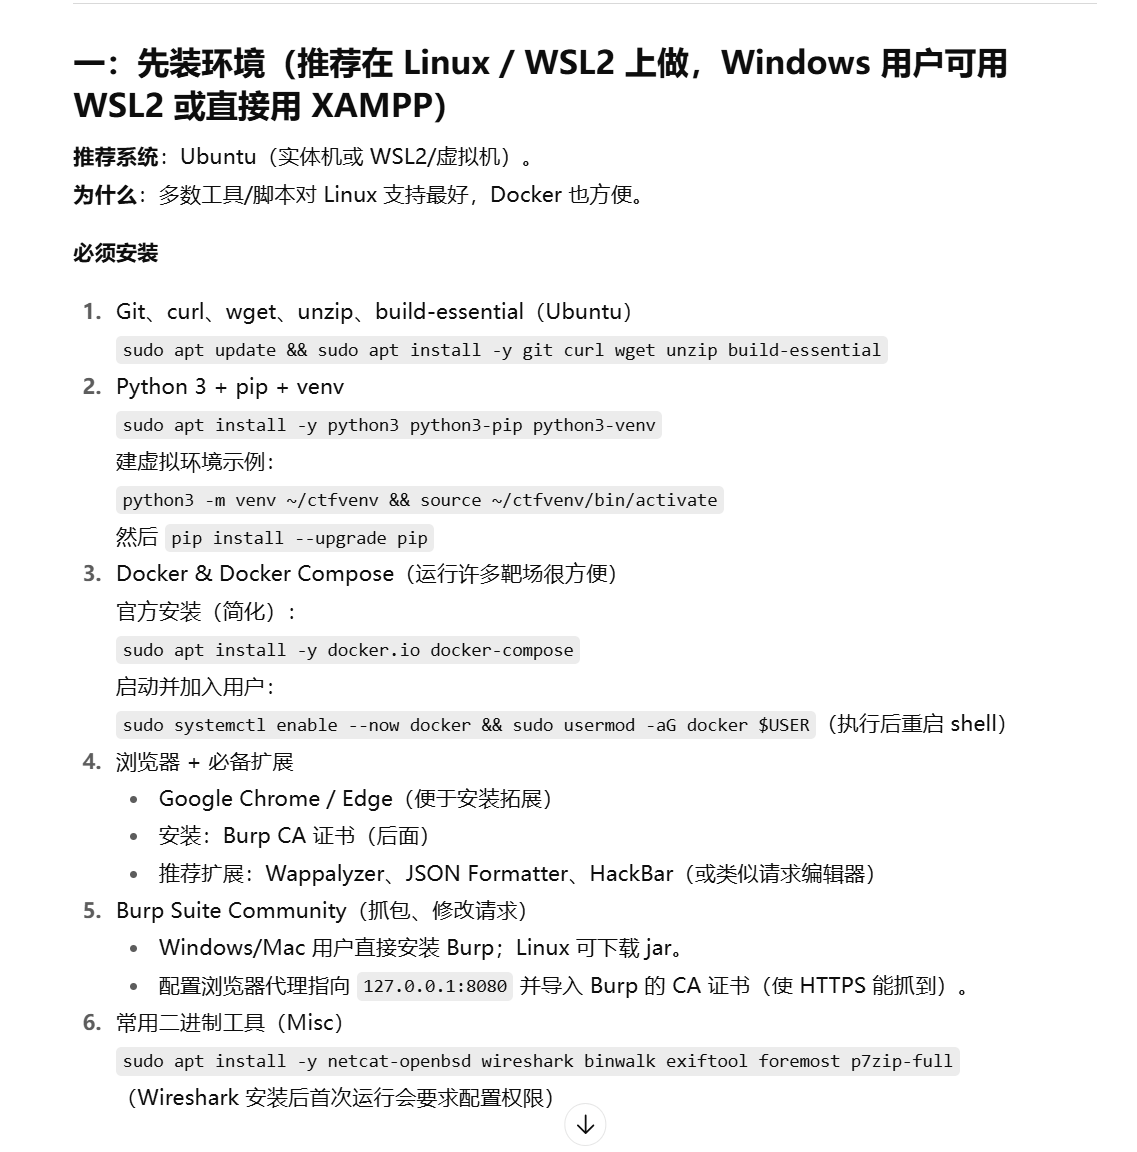 一：先装环境（推荐在 Linux / WSL2 上做，Windows 用户可用
WSL2 或直接用 XAMPP）
推荐系统：Ubuntu（实体机或 WSL2/虚拟机）。
为什么：多数工具/脚本对 Linux 支持最好，Docker 也方便。
必须安装
1. Git、curl、wget、unzip、build-essential（Ubuntu）
sudo apt update && sudo apt install -y git curl wget unzip build-essential
2. Python 3 + pip + venv
sudo apt install -y python3 python3-pip python3-venv
建虚拟环境示例：
python3 -m venv ~/ctfvenv && source ~/ctfvenv/bin/activate
然后 pip install --upgrade pip
3. Docker & Docker Compose（运行许多靶场很方便）
官方安装（简化）：
sudo apt install -y docker.io docker-compose
启动并加入用户：
sudo systemctl enable --now docker && sudo usermod -aG docker $USER（执行后重启 shell）
4. 浏览器 + 必备扩展
• Google Chrome / Edge（便于安装拓展）
• 安装：Burp CA 证书（后面）
• 推荐扩展：Wappalyzer、JSON Formatter、HackBar（或类似请求编辑器）
5. Burp Suite Community（抓包、修改请求）
• Windows/Mac 用户直接安装 Burp；Linux 可下载 jar。
• 配置浏览器代理指向 127.0.0.1:8080 并导入 Burp 的 CA 证书（使 HTTPS 能抓到）。
6. 常用二进制工具（Misc）
sudo apt install -y netcat-openbsd wireshark binwalk exiftool foremost p7zip-full
（Wireshark 安装后首次运行会要求配置权限）